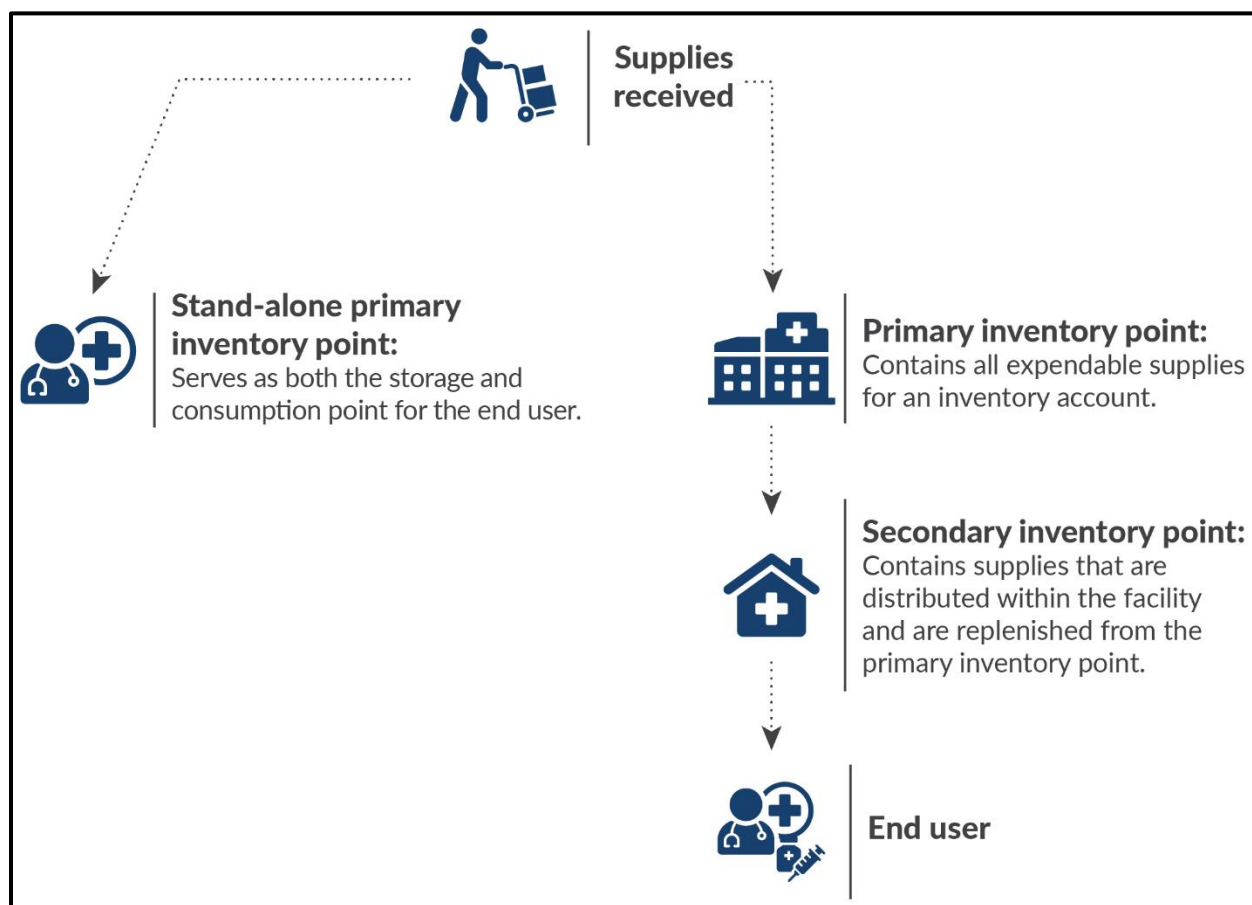 Supplies
received
Stand-alone primary
inventory point:
Serves as both the storage and
consumption point for the end user.
Primary inventory point:
Contains all expendable supplies
for an inventory account.
Secondary inventory point:
Contains supplies that are
distributed within the facility
and are replenished from the
primary inventory point.
End user